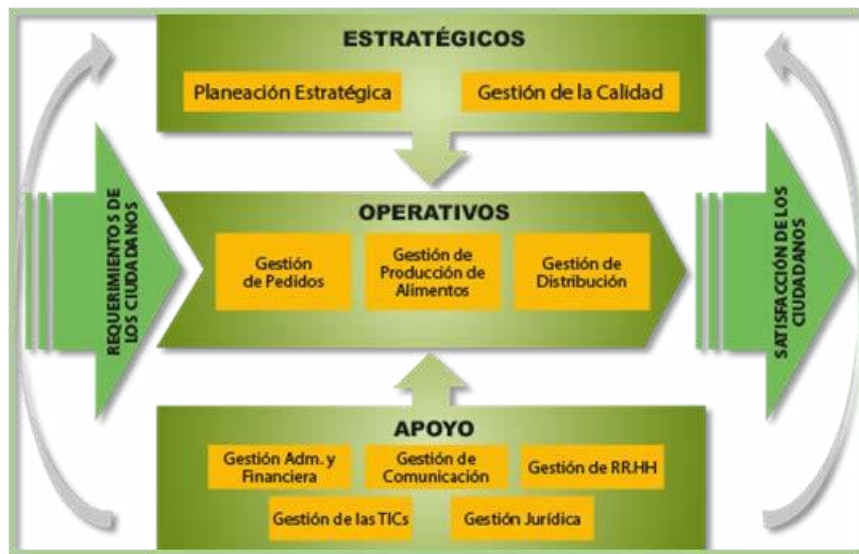 ESTRATÉGICOS
Planeación Estratégica
Gestión de la Calidad
REQUERIMIENTOS DE
LOS CIUDADANOS
OPERATIVOS
Gestión
de Pedidos
Gestión de
Producción de
Alimentos
Gestión de
Distribución
SATISFACCIÓN DE LOS
CIUDADANOS
APOYO
Gestión Adm. y
Financiera
Gestión de
Comunicación
Gestión de RR.HH
Gestión de las TICs
Gestión Jurídica